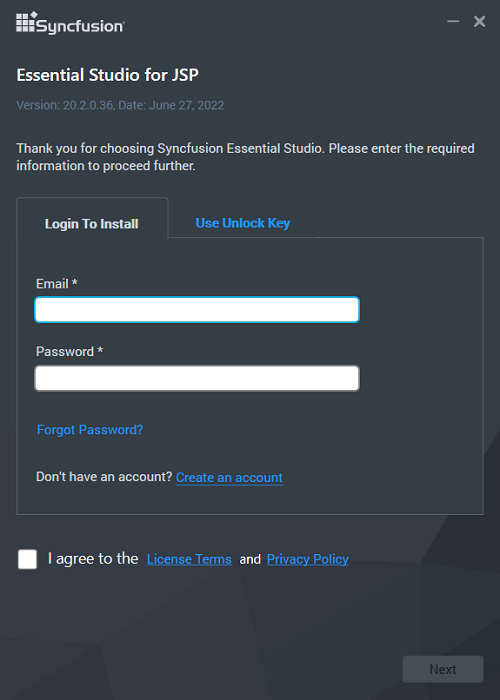 Syncfusion
Essential Studio for JSP
Version: 20.2.0.36, Date: June 27, 2022
Thank you for choosing Syncfusion Essential Studio. Please enter the required
information to proceed further.
Login To Install
Use Unlock Key
Email *
Password *
Forgot Password?
Don't have an account? Create an account
I agree to the License Terms and Privacy Policy
Next